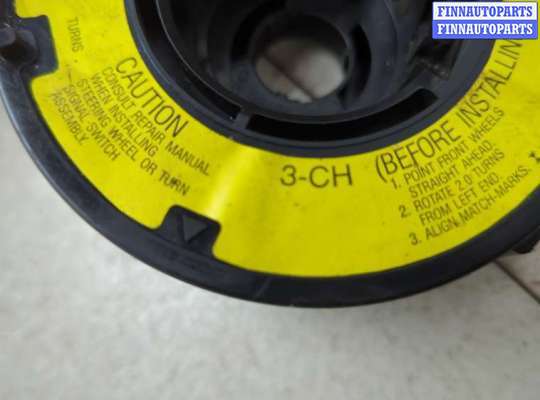 FINNAUTOPARTS
FINNAUTOPARTS
TURNS
CAUTION
CONSULT REPAIR MANUAL
WHEN INSTALLING
STEERING WHEEL OR TURN
SIGNAL SWITCH
ASSEMBLY.
3-CH
(BEFORE INSTALLIN
1. POINT FRONT WHEELS
STRAIGHT AHEAD.
2. ROTATE 2.0 TURNS
FROM LEFT END.
3. ALIGN MATCH-MARKS.